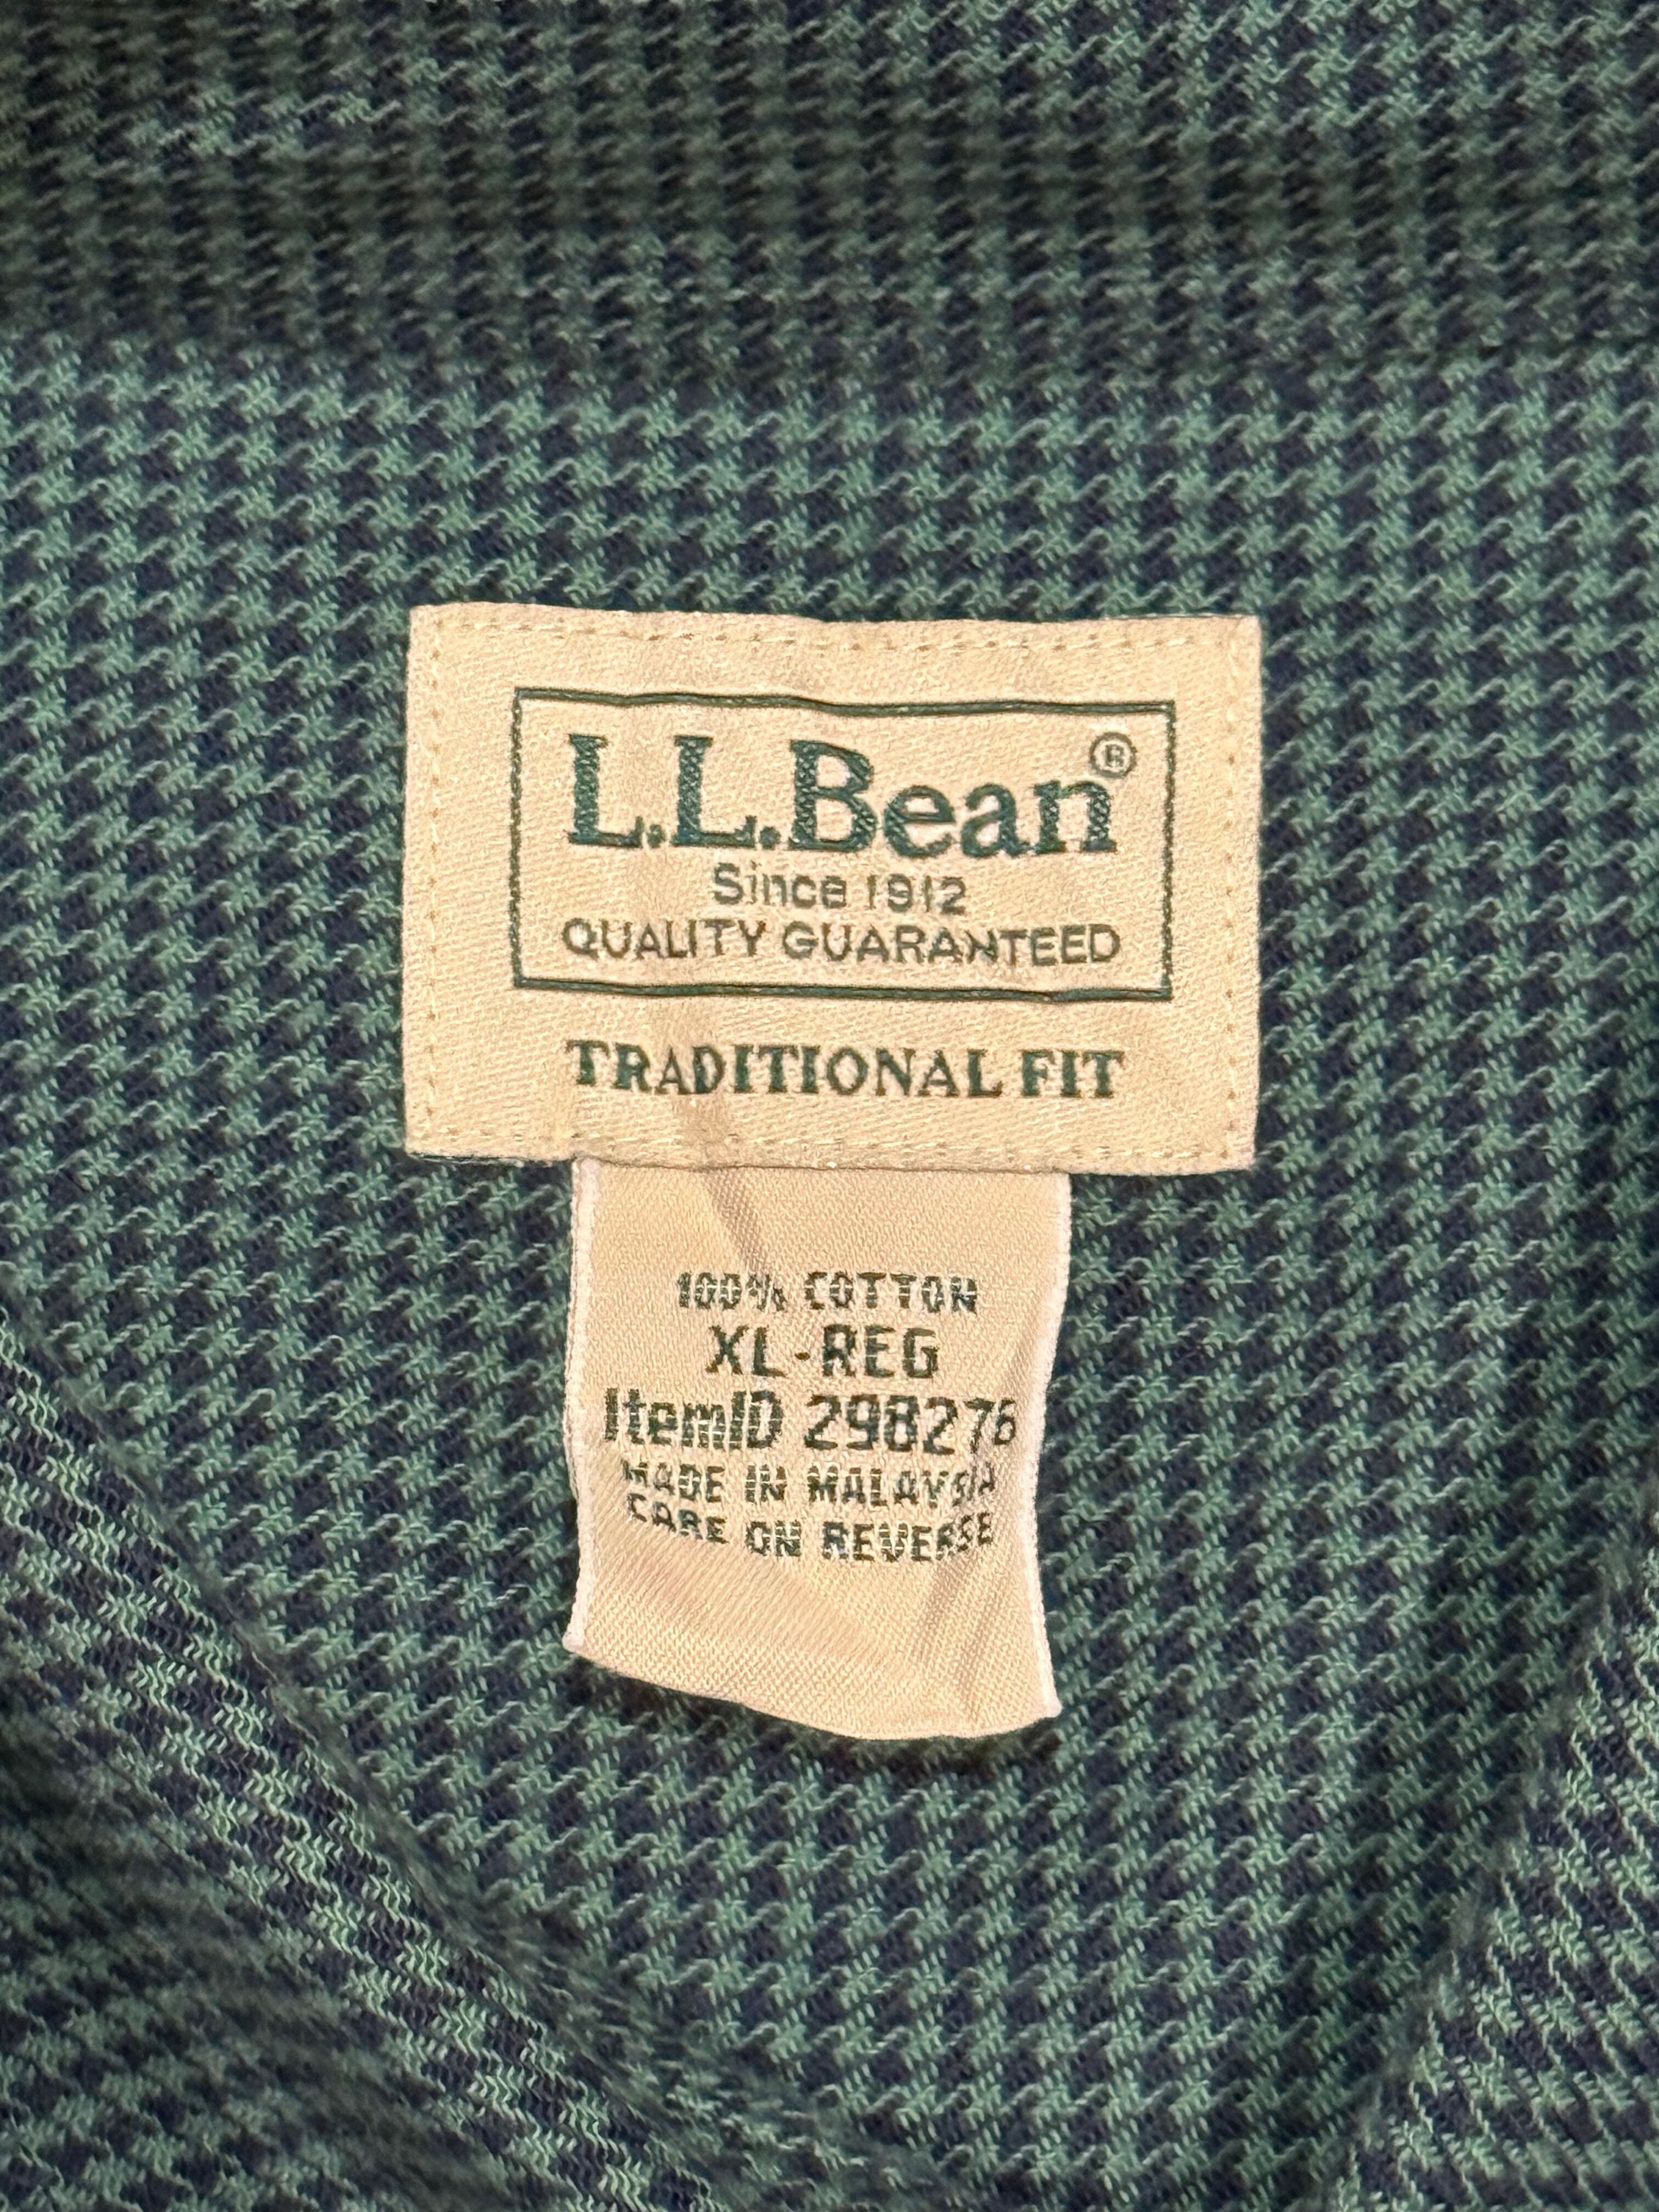 L.L.Bean®
Since 1912
QUALITY GUARANTEED
TRADITIONAL FIT
100% COTTON
XL-REG
ItemID 298276
MADE IN MALAYSIA
CARE ON REVERSE